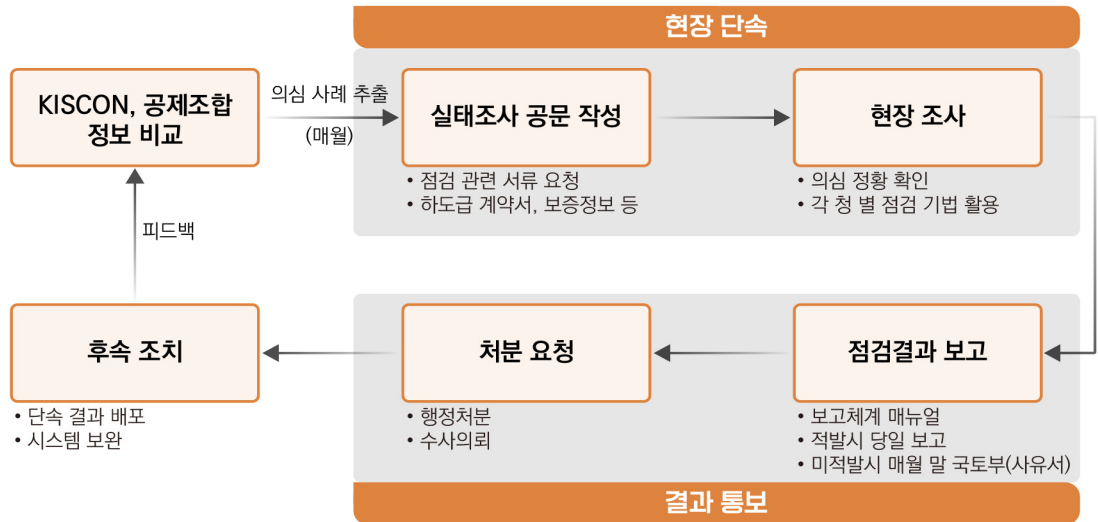 현장 단속
KISCON, 공제조합
정보 비교
의심 사례 추출
(매월)
실태조사 공문 작성
• 점검 관련 서류 요청
• 하도급 계약서, 보증정보 등
현장 조사
• 의심 정황 확인
• 각 청 별 점검 기법 활용
피드백
후속 조치
• 단속 결과 배포
• 시스템 보완
처분 요청
• 행정처분
• 수사의뢰
점검결과 보고
• 보고체계 매뉴얼
• 적발시 당일 보고
• 미적발시 매월 말 국토부(사유서)
결과 통보